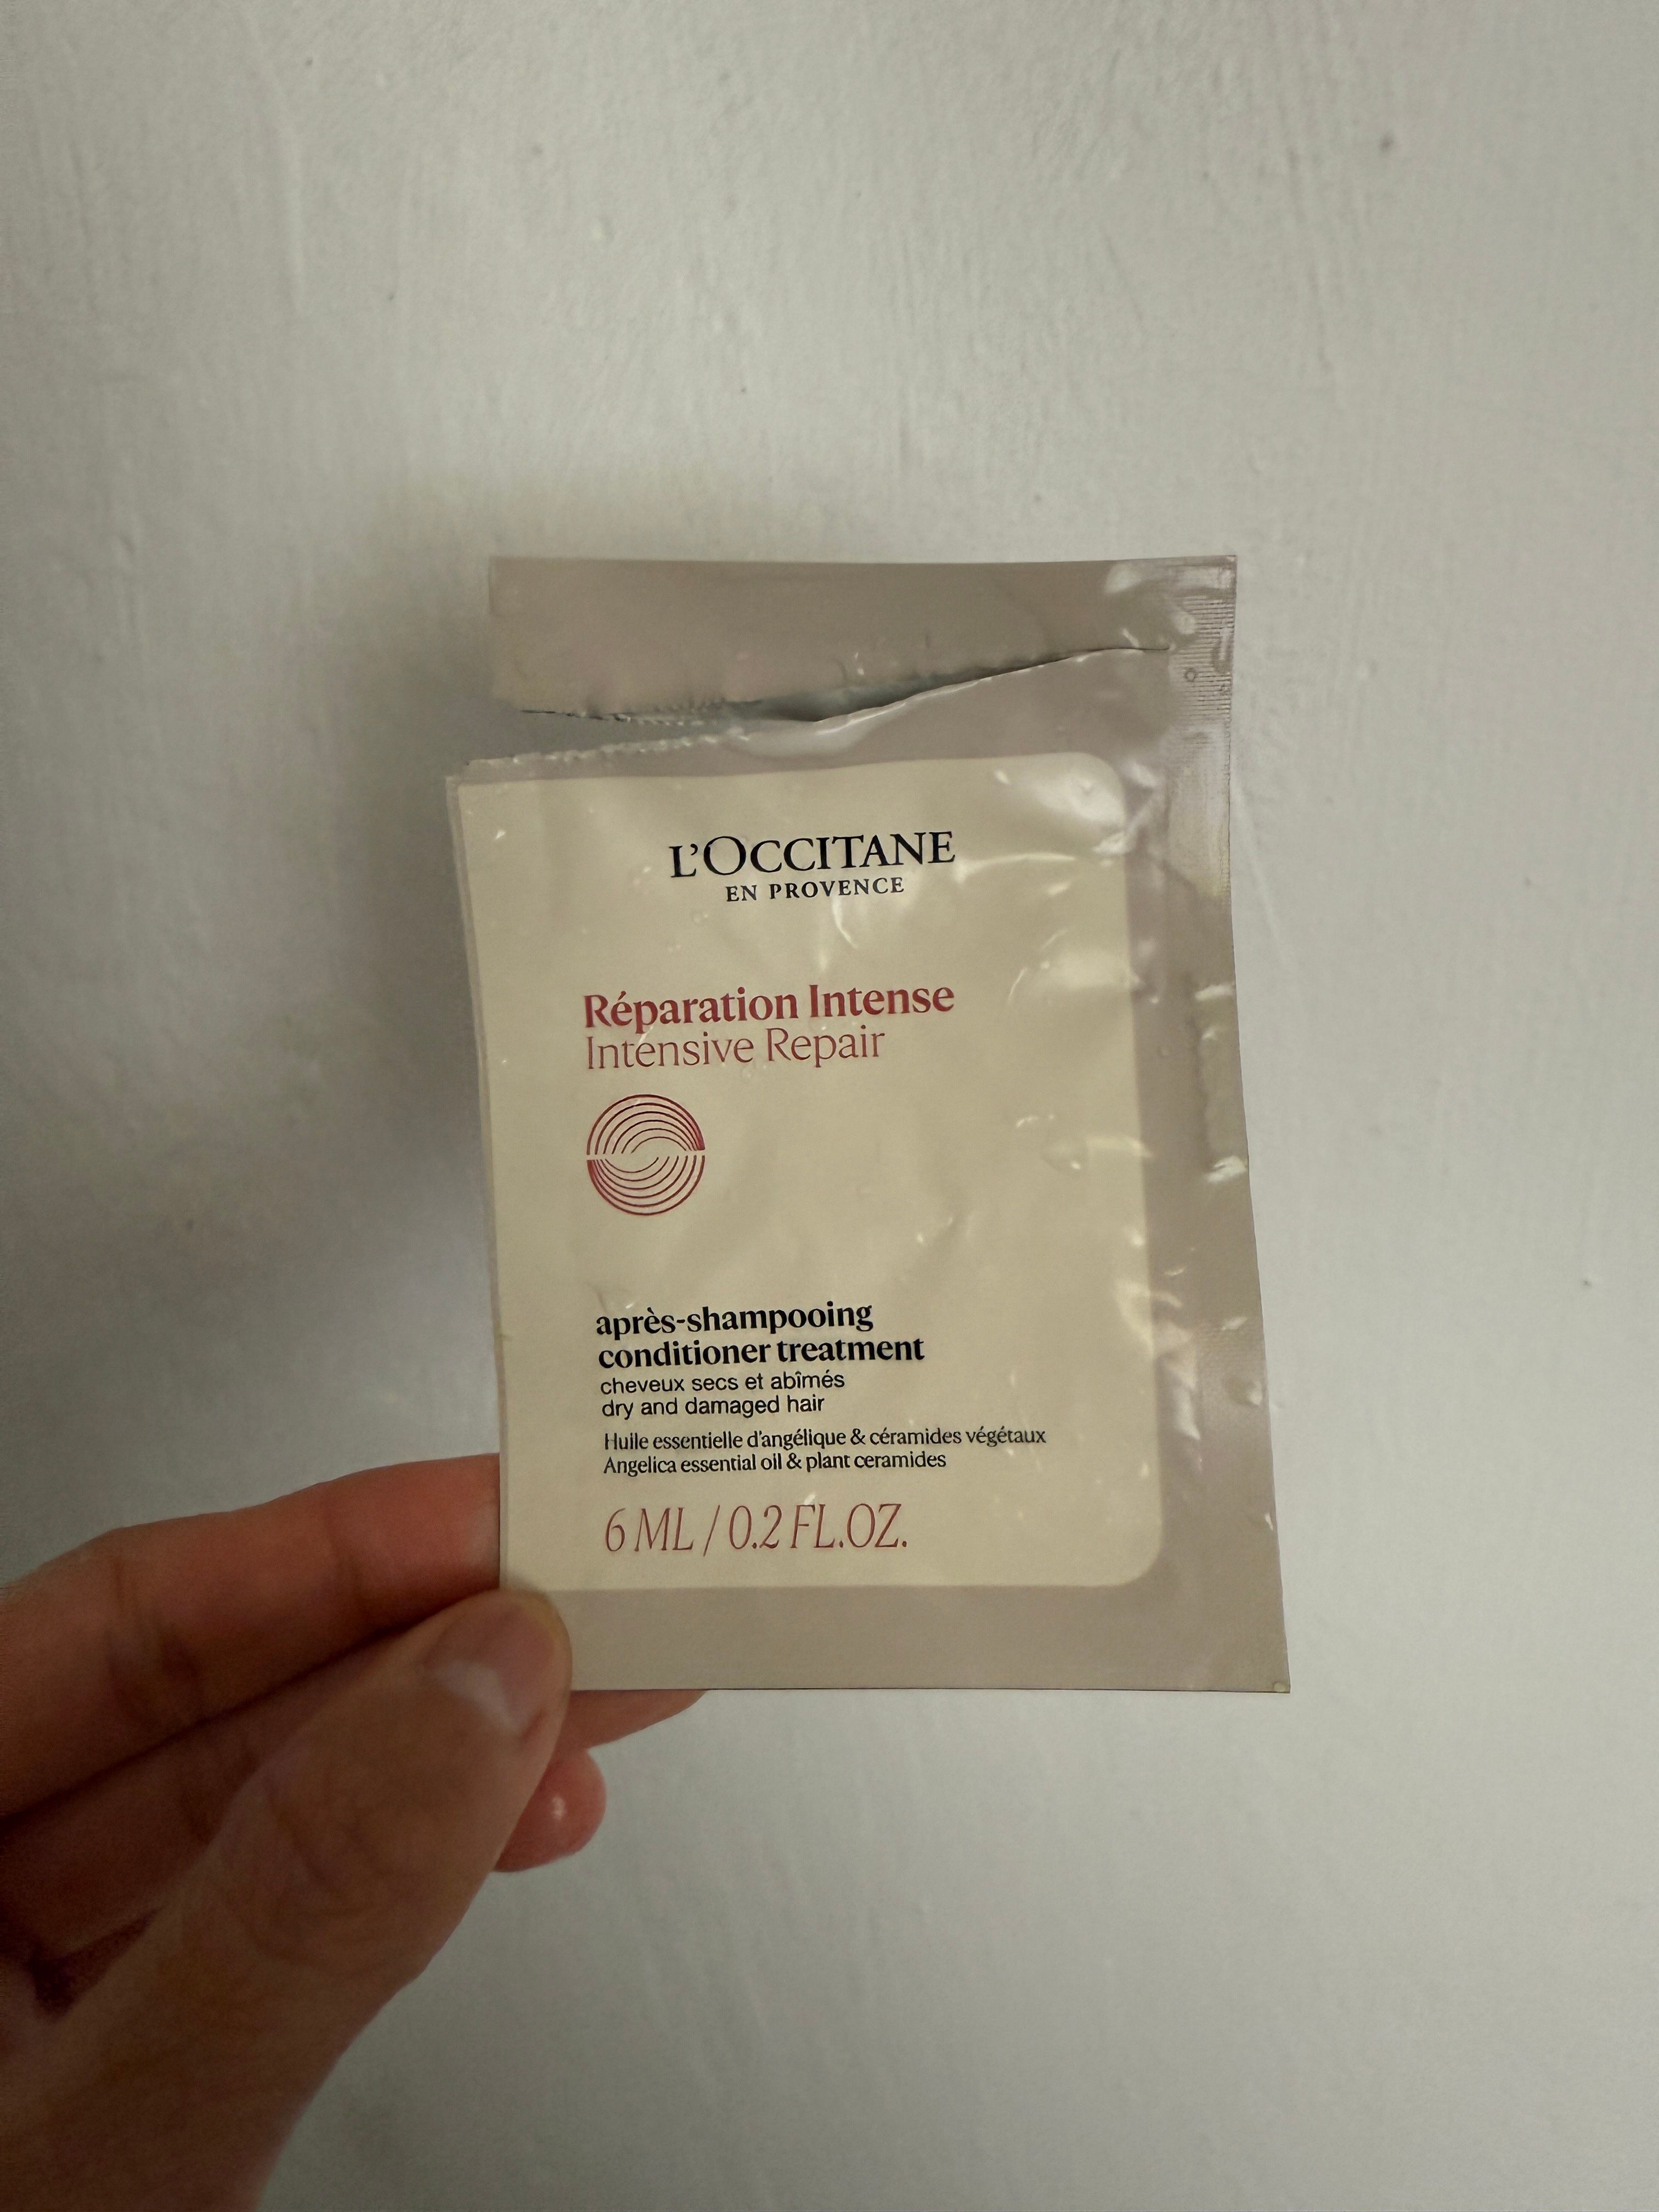 L'OCCITANE
EN PROVENCE
Réparation Intense
Intensive Repair
après-shampooing
conditioner treatment
cheveux secs et abîmés
dry and damaged hair
Huile essentielle d'angélique & céramides végétaux
Angelica essential oil & plant ceramides
6 ML / 0.2 FL.OZ.